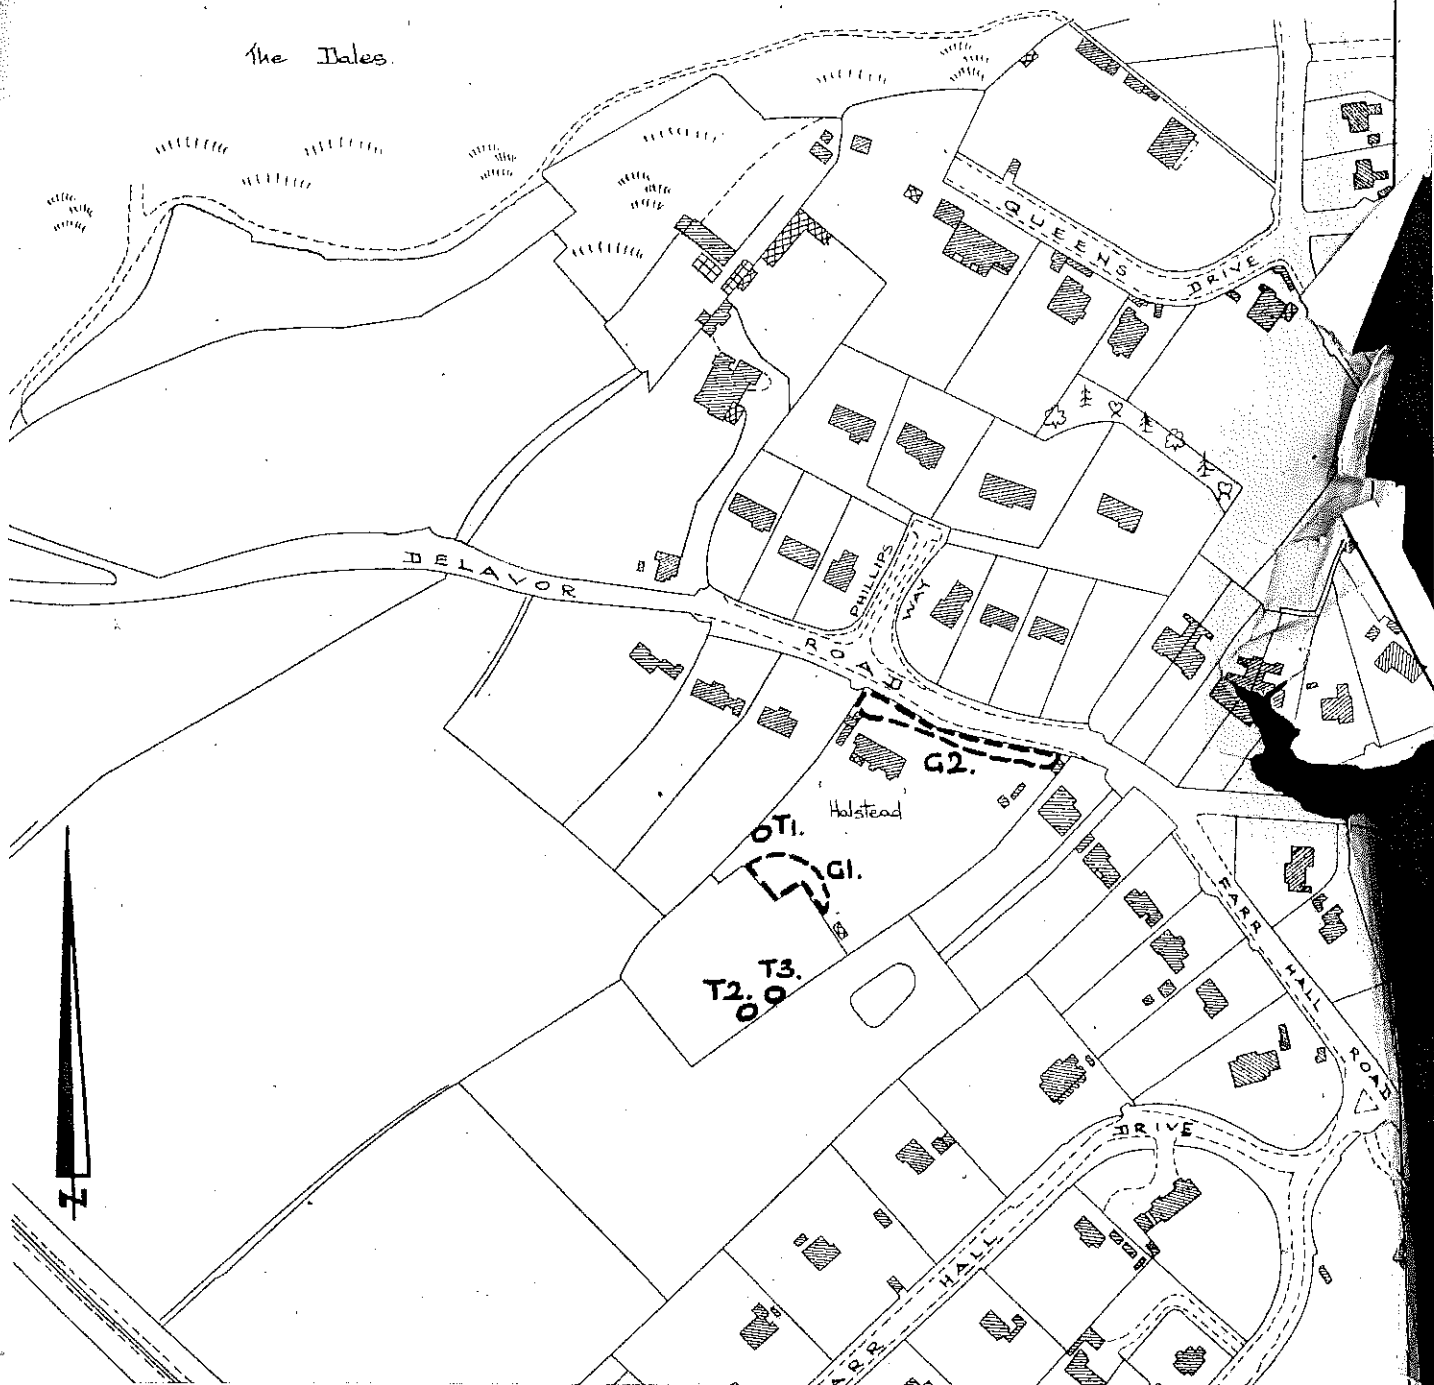 The Dales.
QUEENS DRIVE
DELAVOR ROAD
PHILLIPS WAY
G2.
Halstead
T1.
G1.
T3.
T2.
FARR HALL ROAD
DRIVE
HALL
ARR
N